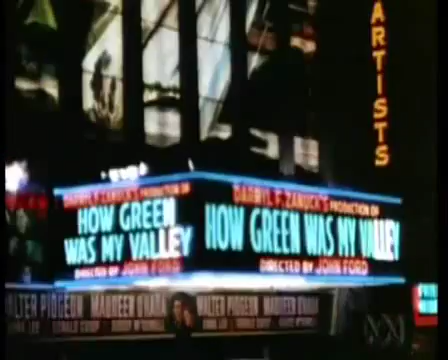 ARTISTS
DARRYL F. ZANUCK'S PRODUCTION OF
HOW GREEN
WAS MY VALLEY
DIRECTED BY JOHN FORD
DARRYL F. ZANUCK'S PRODUCTION OF
HOW GREEN WAS MY VALLEY
DIRECTED BY JOHN FORD
WALTER PIDGEON MAUREEN O'HARA WALTER PIDGEON MAUREEN